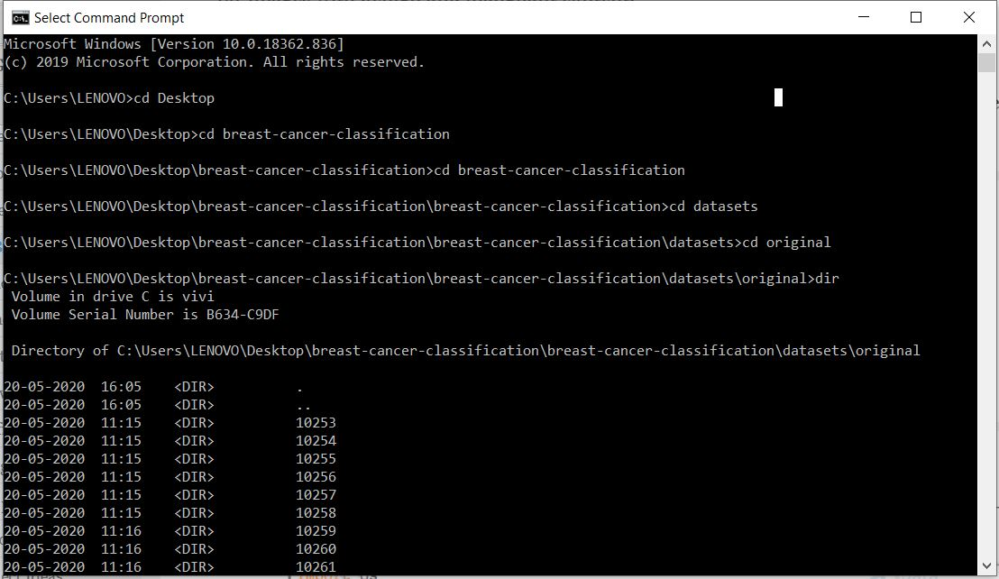 Select Command Prompt
Microsoft Windows [Version 10.0.18362.836]
(c) 2019 Microsoft Corporation. All rights reserved.
C:\Users\LENOVO>cd Desktop
C:\Users\LENOVO\Desktop>cd breast-cancer-classification
C:\Users\LENOVO\Desktop\breast-cancer-classification>cd breast-cancer-classification
C:\Users\LENOVO\Desktop\breast-cancer-classification\breast-cancer-classification>cd datasets
C:\Users\LENOVO\Desktop\breast-cancer-classification\breast-cancer-classification\datasets>cd original
C:\Users\LENOVO\Desktop\breast-cancer-classification\breast-cancer-classification\datasets\original>dir
Volume in drive C is vivi
Volume Serial Number is B634-C9DF
Directory of C:\Users\LENOVO\Desktop\breast-cancer-classification\breast-cancer-classification\datasets\original
20-05-2020  16:05    <DIR>          .
20-05-2020  16:05    <DIR>          ..
20-05-2020  11:15    <DIR>          10253
20-05-2020  11:15    <DIR>          10254
20-05-2020  11:15    <DIR>          10255
20-05-2020  11:15    <DIR>          10256
20-05-2020  11:15    <DIR>          10257
20-05-2020  11:15    <DIR>          10258
20-05-2020  11:16    <DIR>          10259
20-05-2020  11:16    <DIR>          10260
20-05-2020  11:16    <DIR>          10261